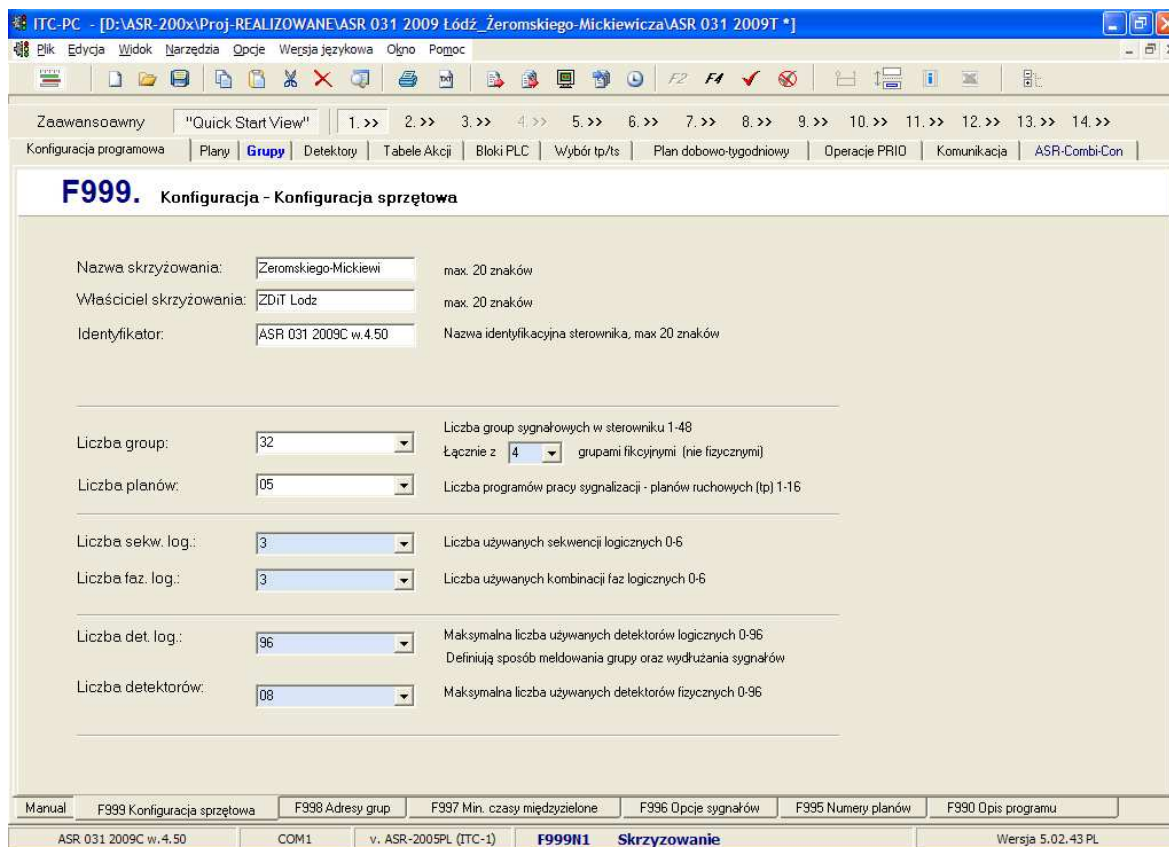 ITC-PC - [D:\ASR-200x\Proj-REALIZOWANE\ASR 031 2009 Łódź_Żeromskiego-Mickiewicza\ASR 031 2009T *]
Plik Edycja Widok Narzędzia Opcje Wersja językowa Okno Pomoc
F2 F4
Zaawansoawny "Quick Start View" 1. >> 2. >> 3. >> 4. >> 5. >> 6. >> 7. >> 8. >> 9. >> 10. >> 11. >> 12. >> 13. >> 14. >>
Konfiguracja programowa Plany Grupy Detektory Tabele Akcji Bloki PLC Wybór tp/ts Plan dobowo-tygodniowy Operacje PRIO Komunikacja ASR-Combi-Con
F999. Konfiguracja - Konfiguracja sprzętowa
Nazwa skrzyżowania: Zeromskiego-Mickiewi max. 20 znaków
Właściciel skrzyżowania: ZDiT Lodz max. 20 znaków
Identyfikator: ASR 031 2009C w.4.50 Nazwa identyfikacyjna sterownika, max 20 znaków
Liczba group: 32 Liczba group sygnałowych w sterowniku 1-48
Łącznie z 4 grupami fikcyjnymi (nie fizycznymi)
Liczba planów: 05 Liczba programów pracy sygnalizacji - planów ruchowych (tp) 1-16
Liczba sekw. log.: 3 Liczba używanych sekwencji logicznych 0-6
Liczba faz. log.: 3 Liczba używanych kombinacji faz logicznych 0-6
Liczba det. log.: 96 Maksymalna liczba używanych detektorów logicznych 0-96
Definiują sposób meldowania grupy oraz wydłużania sygnałów
Liczba detektorów: 08 Maksymalna liczba używanych detektorów fizycznych 0-96
Manual F999 Konfiguracja sprzętowa F998 Adresy grup F997 Min. czasy międzyzielone F996 Opcje sygnałów F995 Numery planów F990 Opis programu
ASR 031 2009C w.4.50 COM1 v. ASR-2005PL (ITC-1) F999N1 Skrzyzowanie Wersja 5.02.43 PL